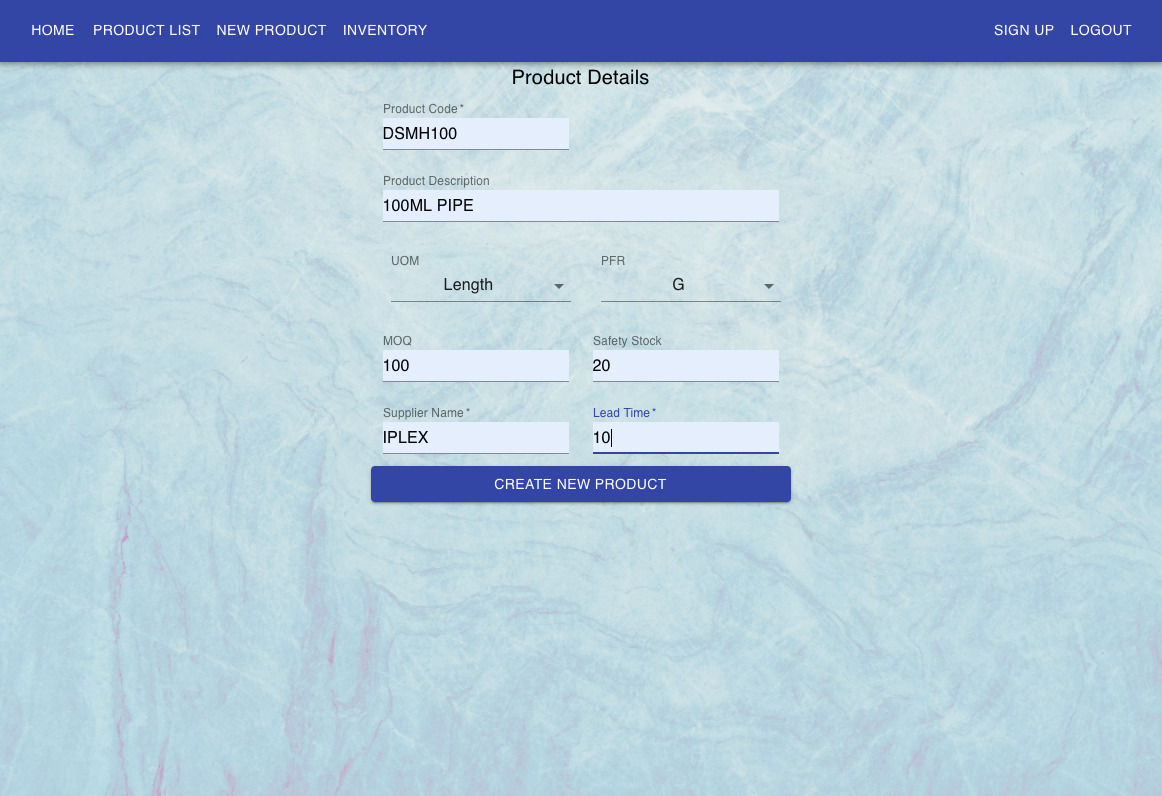 HOME PRODUCT LIST NEW PRODUCT INVENTORY SIGN UP LOGOUT
Product Details
Product Code *
DSMH100
Product Description
100ML PIPE
UOM PFR
Length G
MOQ Safety Stock
100 20
Supplier Name * Lead Time *
IPLEX 10
CREATE NEW PRODUCT